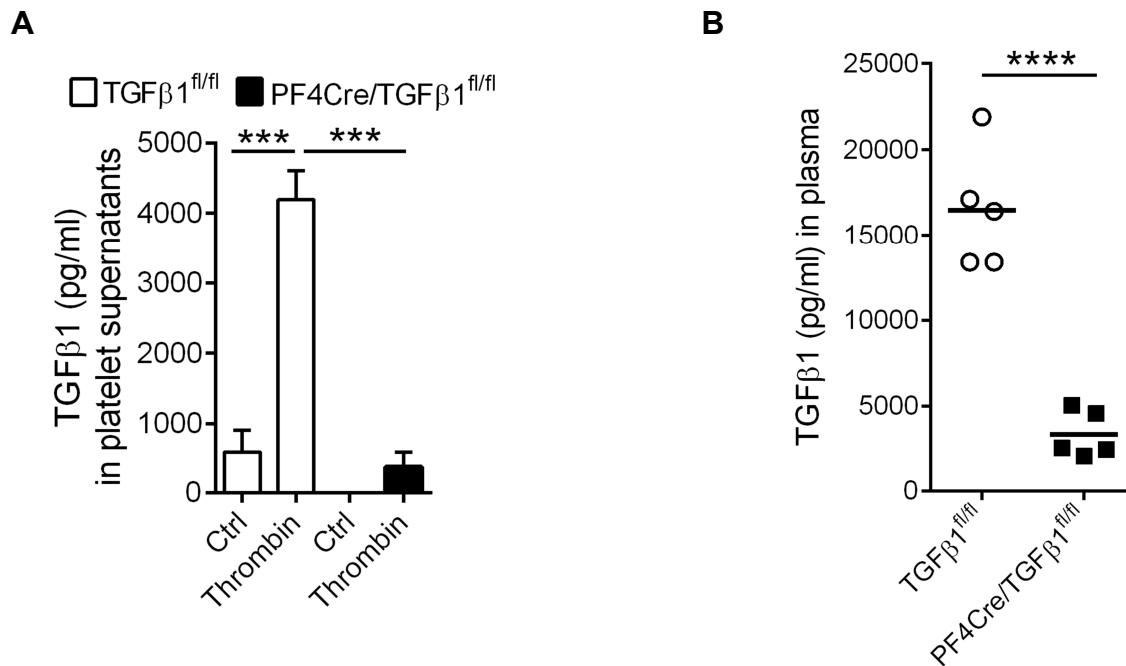 A
TGFβ1fl/fl PF4Cre/TGFβ1fl/fl
*** ***
TGFβ1 (pg/ml)
in platelet supernatants
5000
4000
3000
2000
1000
0
Ctrl
Thrombin
Ctrl
Thrombin
B
****
TGFβ1 (pg/ml) in plasma
25000
20000
15000
10000
5000
0
TGFβ1fl/fl
PF4Cre/TGFβ1fl/fl